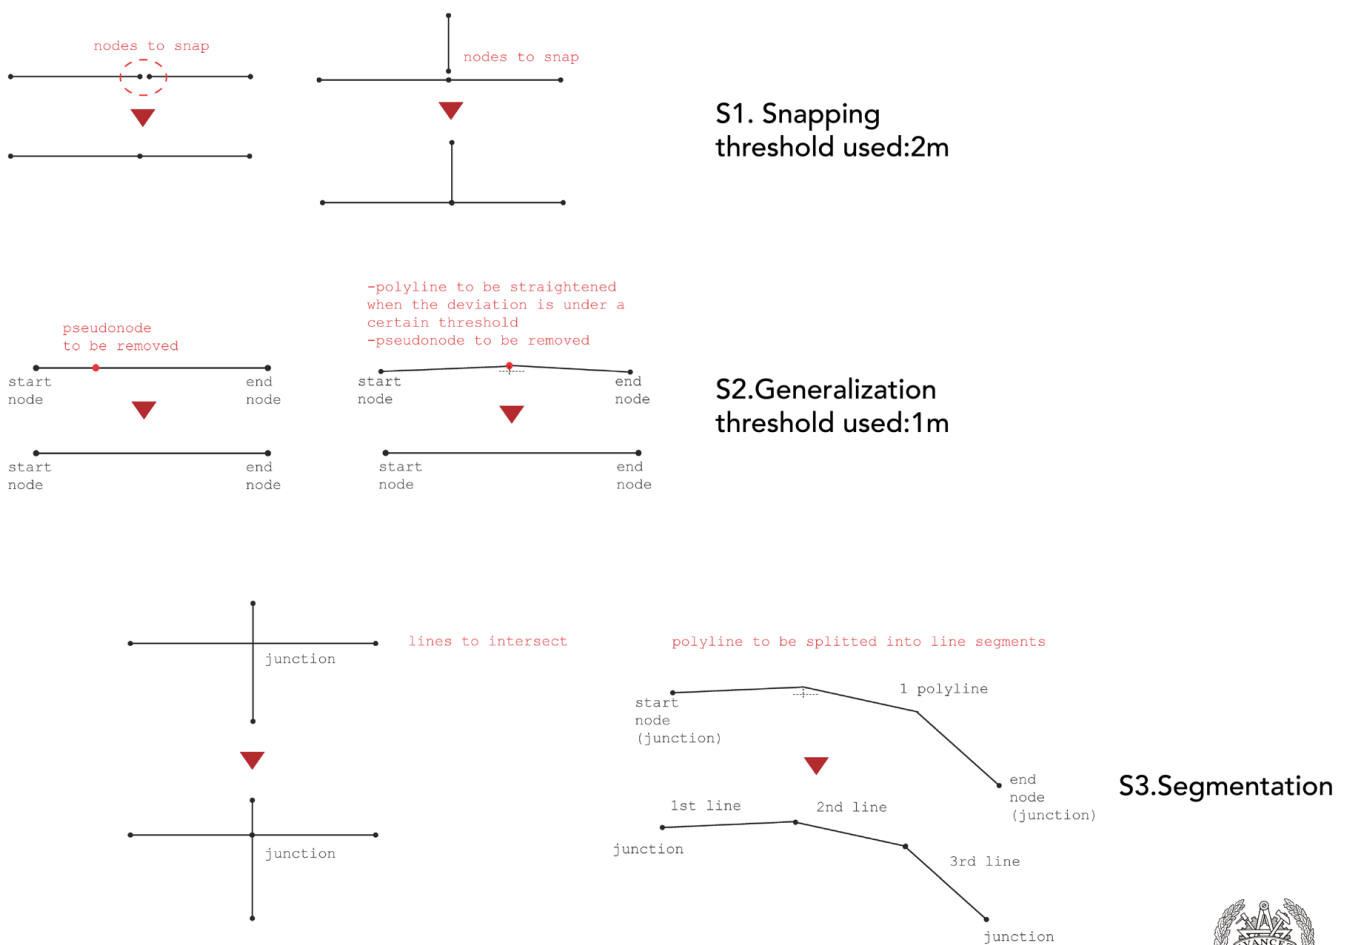 nodes to snap
nodes to snap
S1. Snapping
threshold used:2m
-polyline to be straightened
when the deviation is under a
certain threshold
-pseudonode to be removed
pseudonode
to be removed
start
node
end
node
start
node
end
node
S2.Generalization
threshold used:1m
start
node
end
node
start
node
end
node
lines to intersect
junction
polyline to be splitted into line segments
1 polyline
start
node
(junction)
end
node
(junction)
S3.Segmentation
1st line
2nd line
junction
junction
3rd line
junction
VANCE